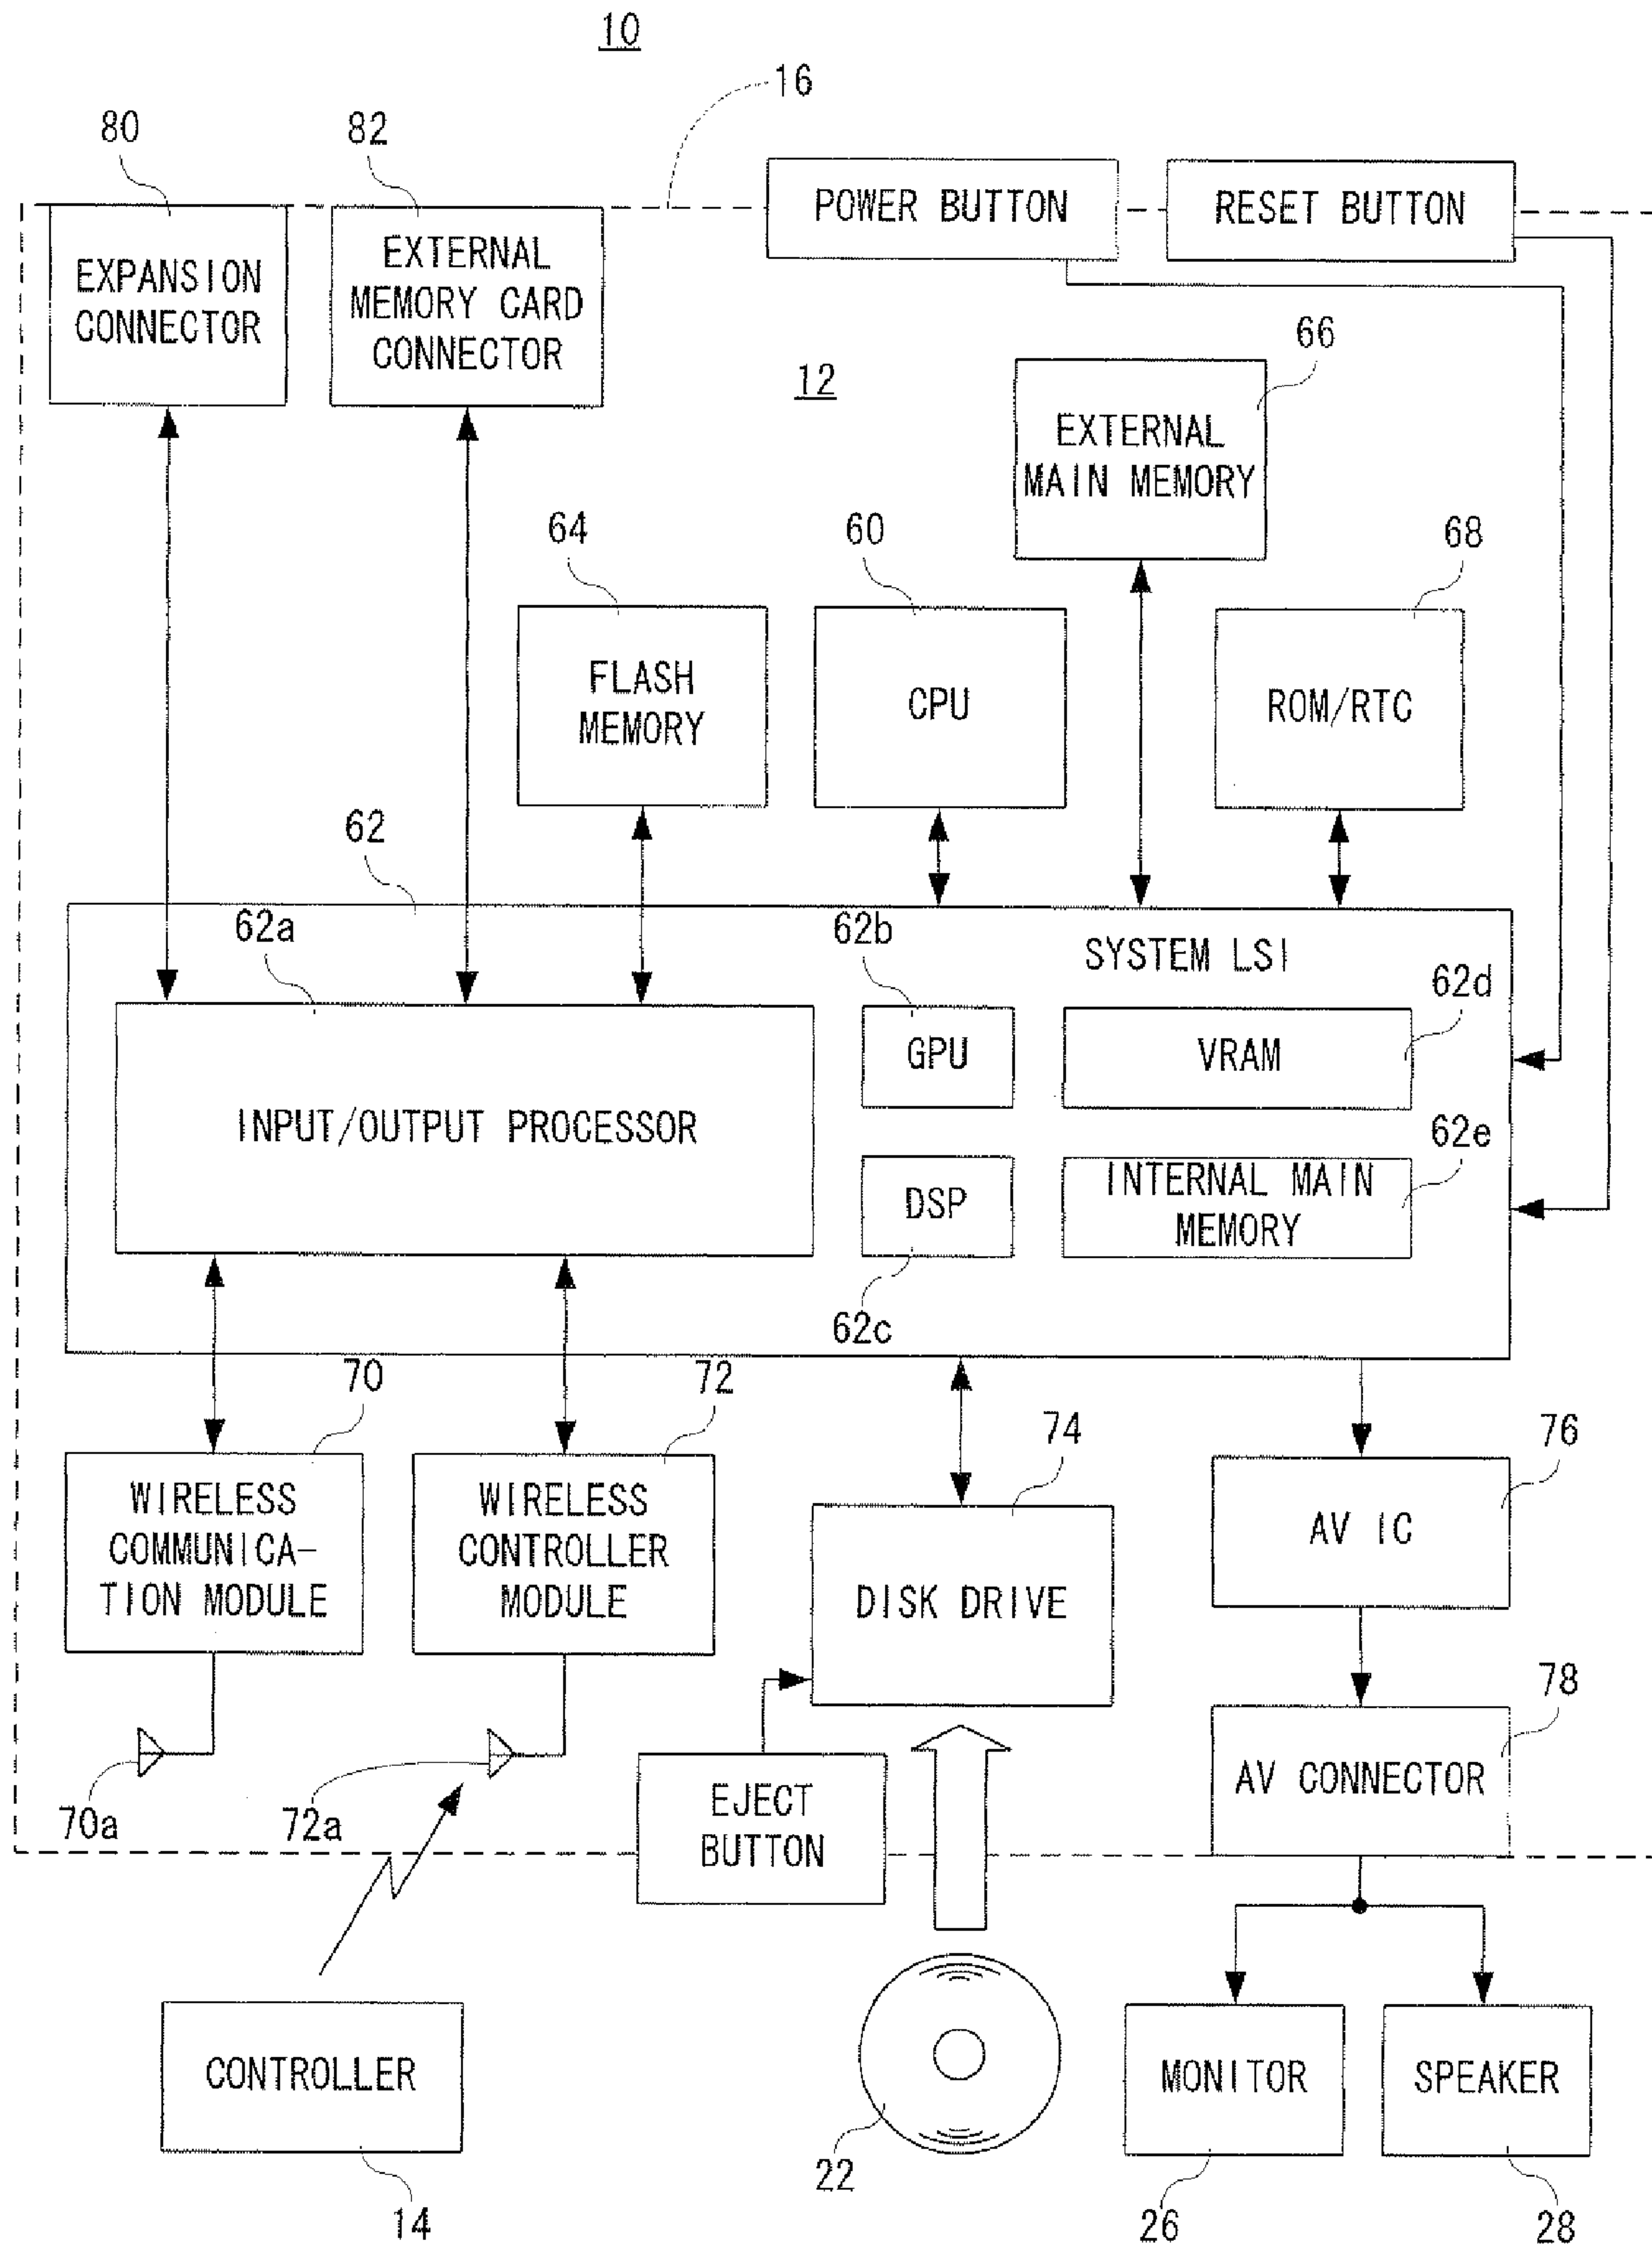 10
16
80
82
POWER BUTTON
RESET BUTTON
EXPANSION
CONNECTOR
EXTERNAL
MEMORY CARD
CONNECTOR
12
66
EXTERNAL
MAIN MEMORY
64
60
68
FLASH
MEMORY
CPU
ROM/RTC
62
62a
62b
SYSTEM LSI
62d
INPUT/OUTPUT PROCESSOR
GPU
VRAM
62e
DSP
INTERNAL MAIN
MEMORY
62c
70
72
74
76
WIRELESS
COMMUNICA-
TION MODULE
WIRELESS
CONTROLLER
MODULE
DISK DRIVE
AV IC
78
70a
72a
EJECT
BUTTON
AV CONNECTOR
CONTROLLER
MONITOR
SPEAKER
14
22
26
28